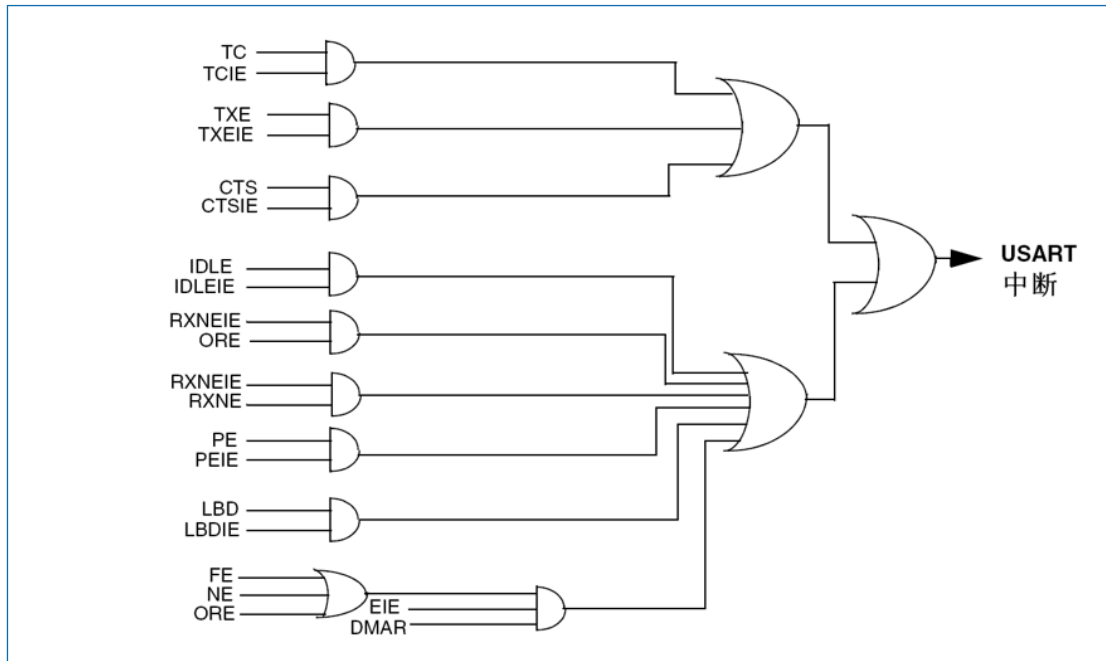 TC
TCIE
TXE
TXEIE
CTS
CTSIE
IDLE
IDLEIE
RXNEIE
ORE
RXNEIE
RXNE
PE
PEIE
LBD
LBDIE
FE
NE
ORE
EIE
DMAR
USART
中断